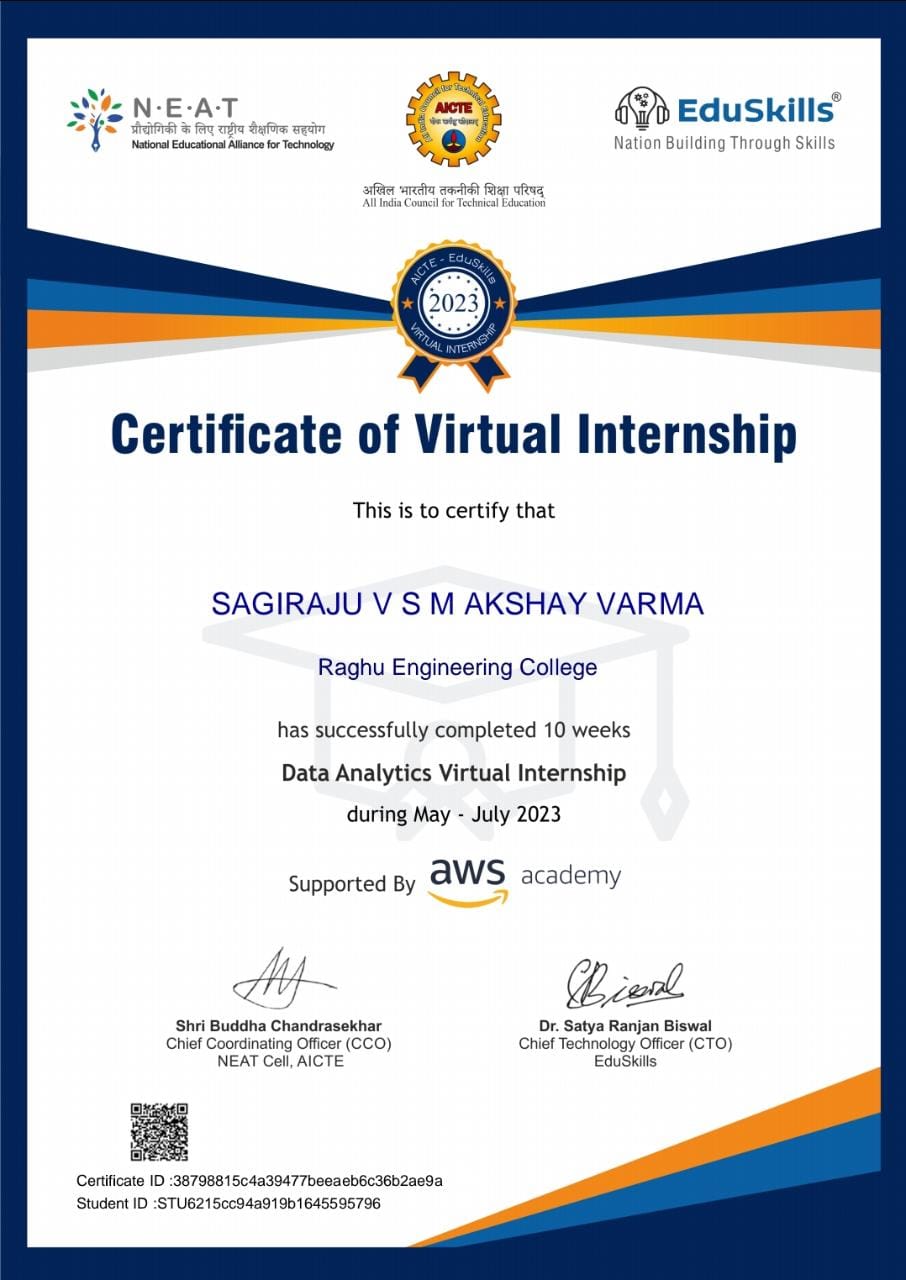 N·E·A·T
प्रौद्योगिकी के लिए राष्ट्रीय शैक्षणिक सहयोग
National Educational Alliance for Technology
All India Council for Technical Education
AICTE
अखिल भारतीय तकनीकी शिक्षा परिषद्
All India Council for Technical Education
EduSkills®
Nation Building Through Skills
AICTE - EduSkills
2023
VIRTUAL INTERNSHIP
Certificate of Virtual Internship
This is to certify that
SAGIRAJU V S M AKSHAY VARMA
Raghu Engineering College
has successfully completed 10 weeks
Data Analytics Virtual Internship
during May - July 2023
Supported By aws academy
Shri Buddha Chandrasekhar
Chief Coordinating Officer (CCO)
NEAT Cell, AICTE
Biswal
Dr. Satya Ranjan Biswal
Chief Technology Officer (CTO)
EduSkills
Certificate ID :38798815c4a39477beeaeb6c36b2ae9a
Student ID :STU6215cc94a919b1645595796